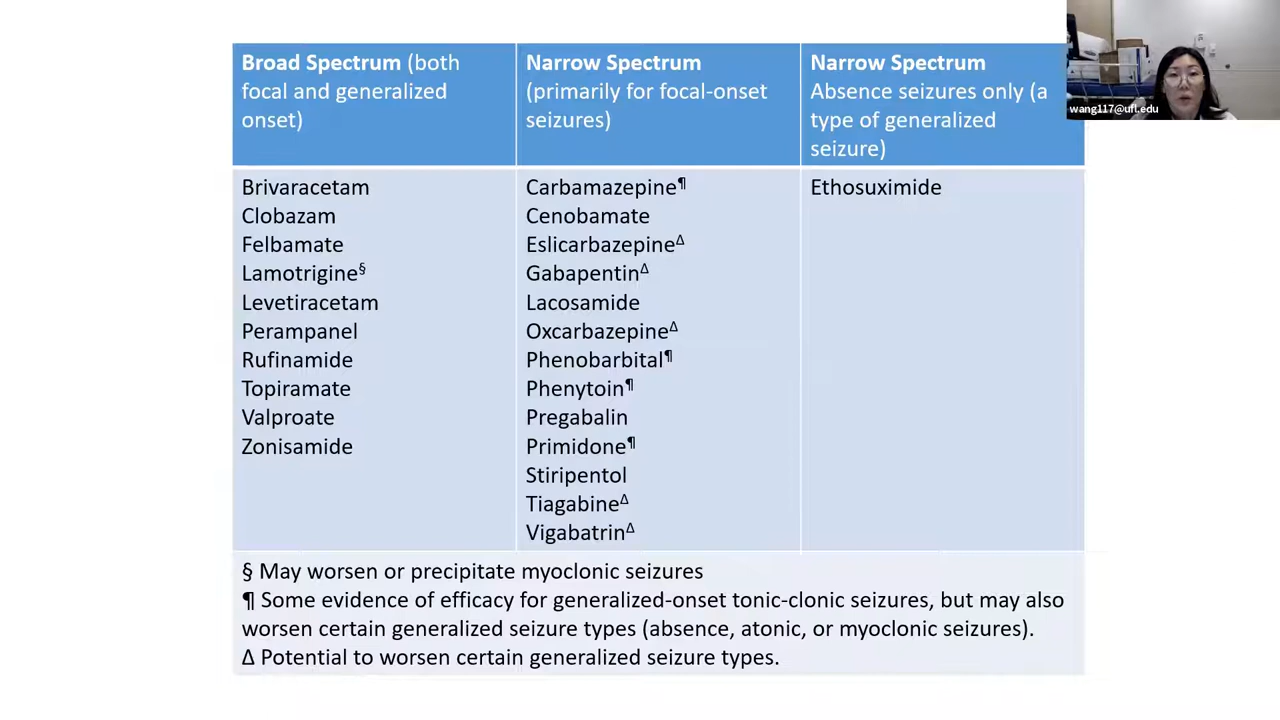 Broad Spectrum (both
focal and generalized
onset)
Narrow Spectrum
(primarily for focal-onset
seizures)
Narrow Spectrum
Absence seizures only (a
type of generalized
seizure)
Brivaracetam
Clobazam
Felbamate
Lamotrigine§
Levetiracetam
Perampanel
Rufinamide
Topiramate
Valproate
Zonisamide
Carbamazepine¶
Cenobamate
Eslicarbazepine∆
Gabapentin∆
Lacosamide
Oxcarbazepine∆
Phenobarbital¶
Phenytoin¶
Pregabalin
Primidone¶
Stiripentol
Tiagabine∆
Vigabatrin∆
Ethosuximide
§ May worsen or precipitate myoclonic seizures
¶ Some evidence of efficacy for generalized-onset tonic-clonic seizures, but may also
worsen certain generalized seizure types (absence, atonic, or myoclonic seizures).
∆ Potential to worsen certain generalized seizure types.
wang117@ufl.edu